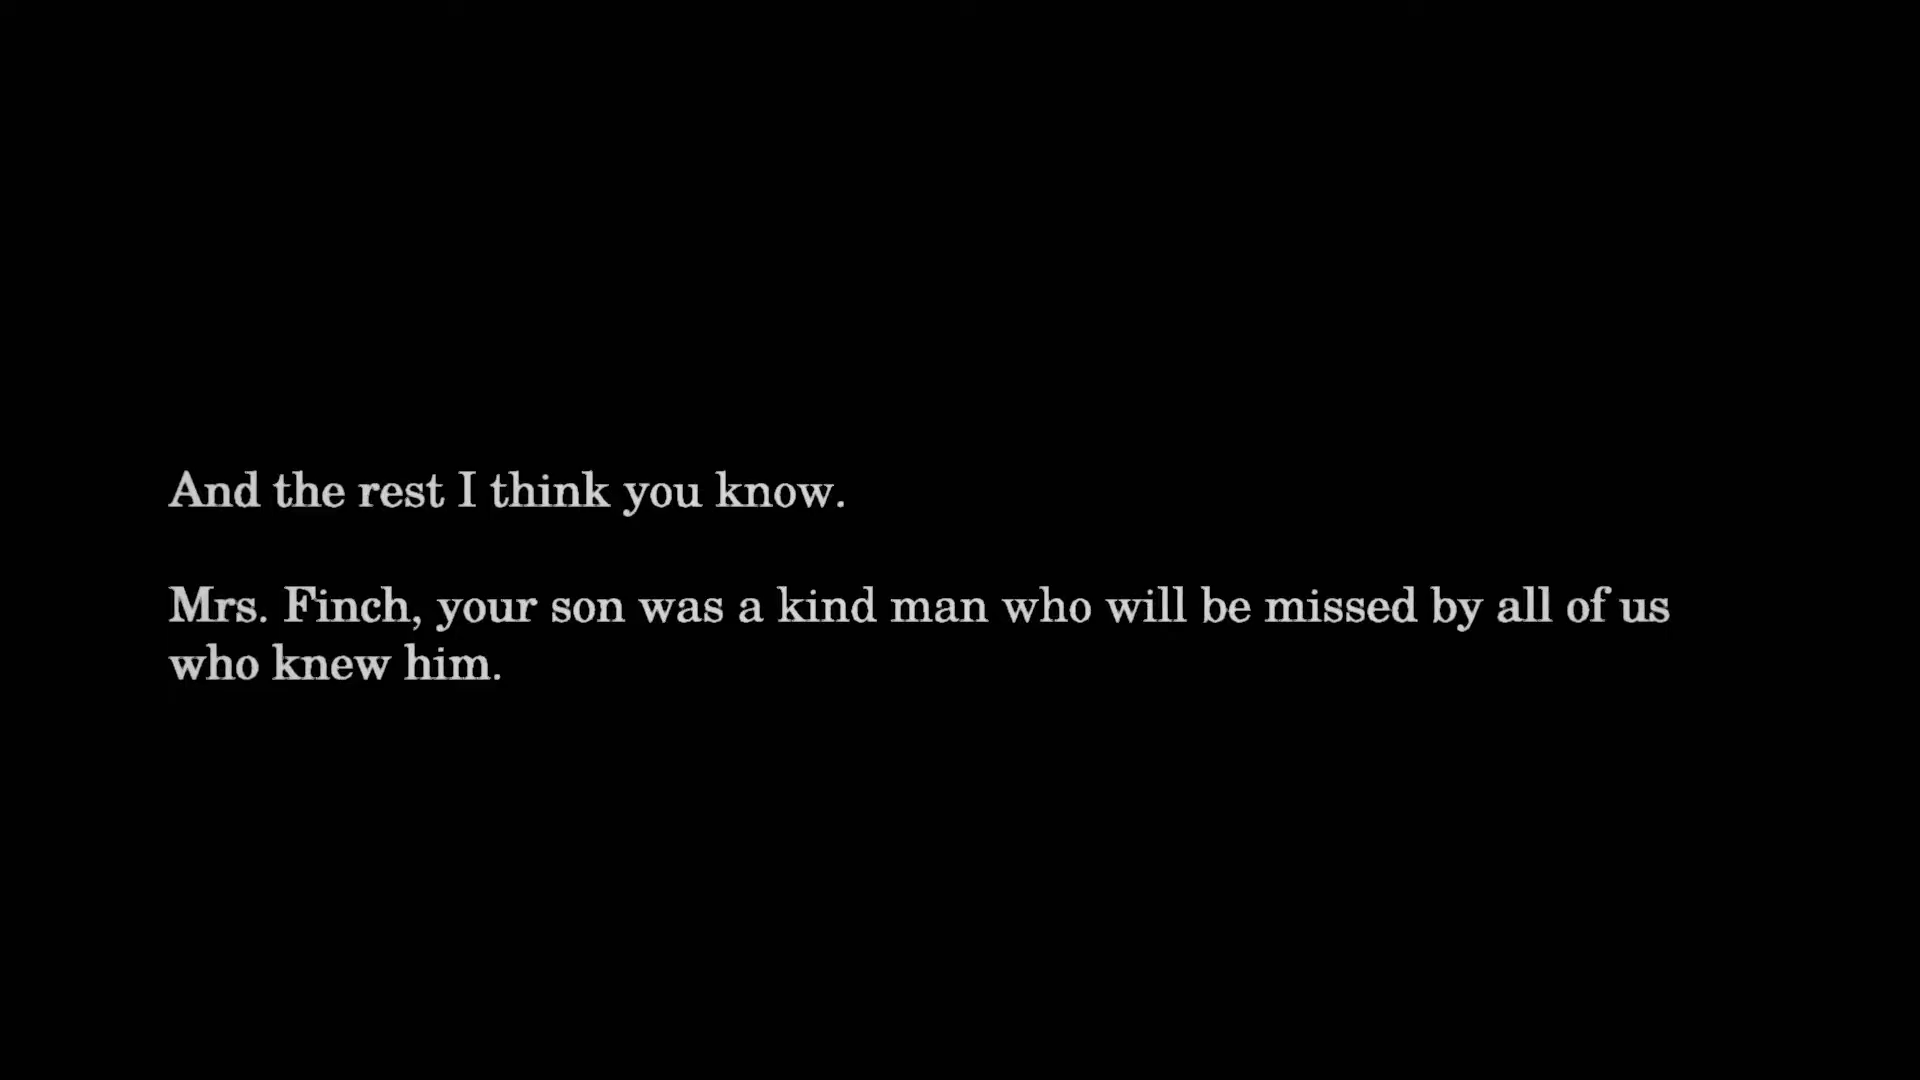 And the rest I think you know.
Mrs. Finch, your son was a kind man who will be missed by all of us
who knew him.